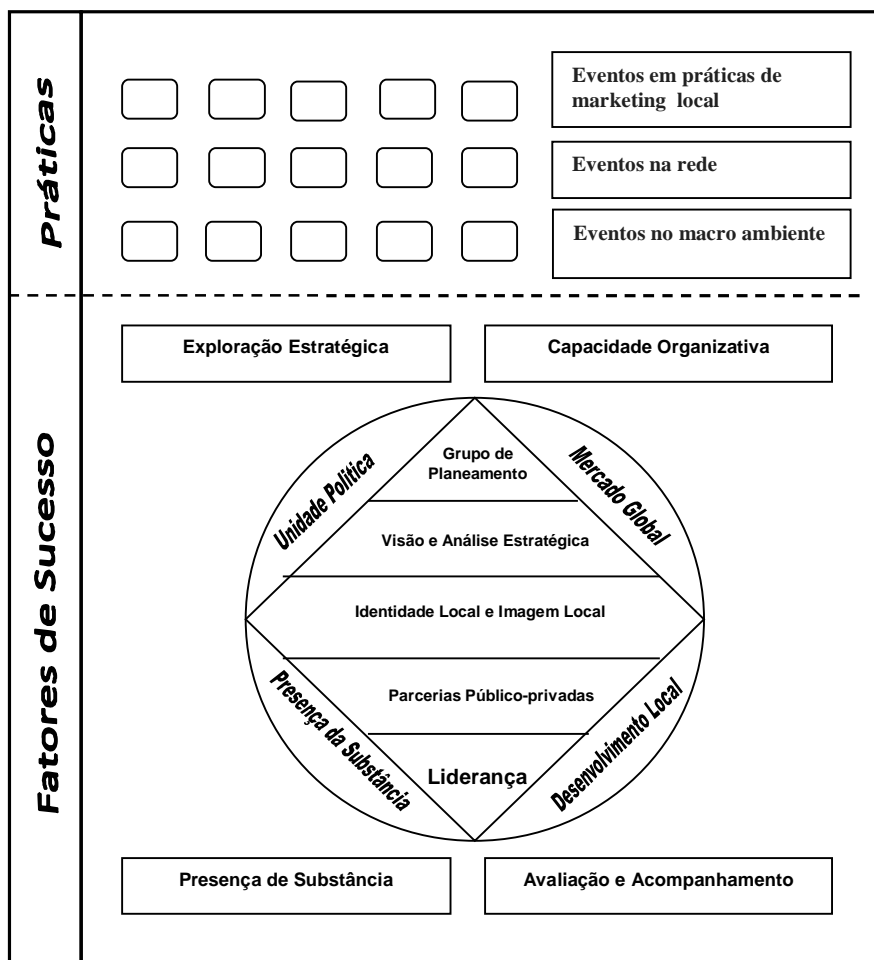 Práticas
Eventos em práticas de
marketing local
Eventos na rede
Eventos no macro ambiente
Fatores de Sucesso
Exploração Estratégica
Capacidade Organizativa
Unidade Politica
Mercado Global
Grupo de
Planeamento
Visão e Análise Estratégica
Identidade Local e Imagem Local
Parcerias Público-privadas
Liderança
Presença da Substância
Desenvolvimento Local
Presença de Substância
Avaliação e Acompanhamento